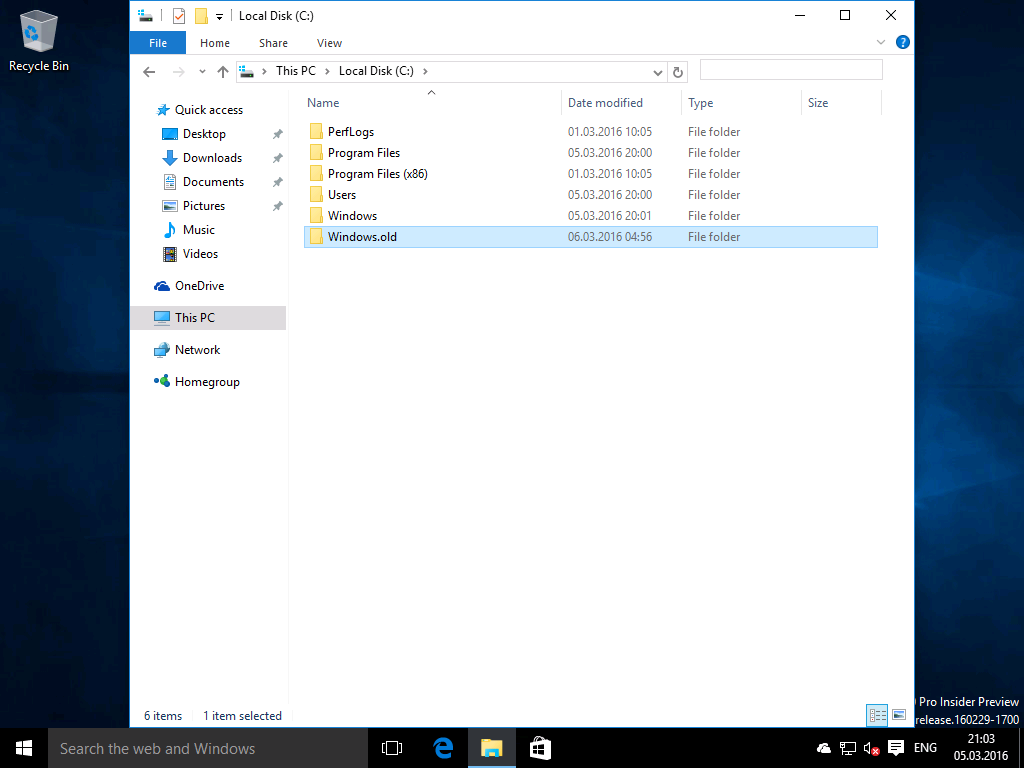 Recycle Bin
Local Disk (C:)
File Home Share View
This PC Local Disk (C:)
Quick access
Desktop
Downloads
Documents
Pictures
Music
Videos
OneDrive
This PC
Network
Homegroup
Name Date modified Type Size
PerfLogs 01.03.2016 10:05 File folder
Program Files 05.03.2016 20:00 File folder
Program Files (x86) 01.03.2016 10:05 File folder
Users 05.03.2016 20:00 File folder
Windows 05.03.2016 20:01 File folder
Windows.old 06.03.2016 04:56 File folder
6 items 1 item selected
Pro Insider Preview
release.160229-1700
Search the web and Windows
ENG
21:03
05.03.2016